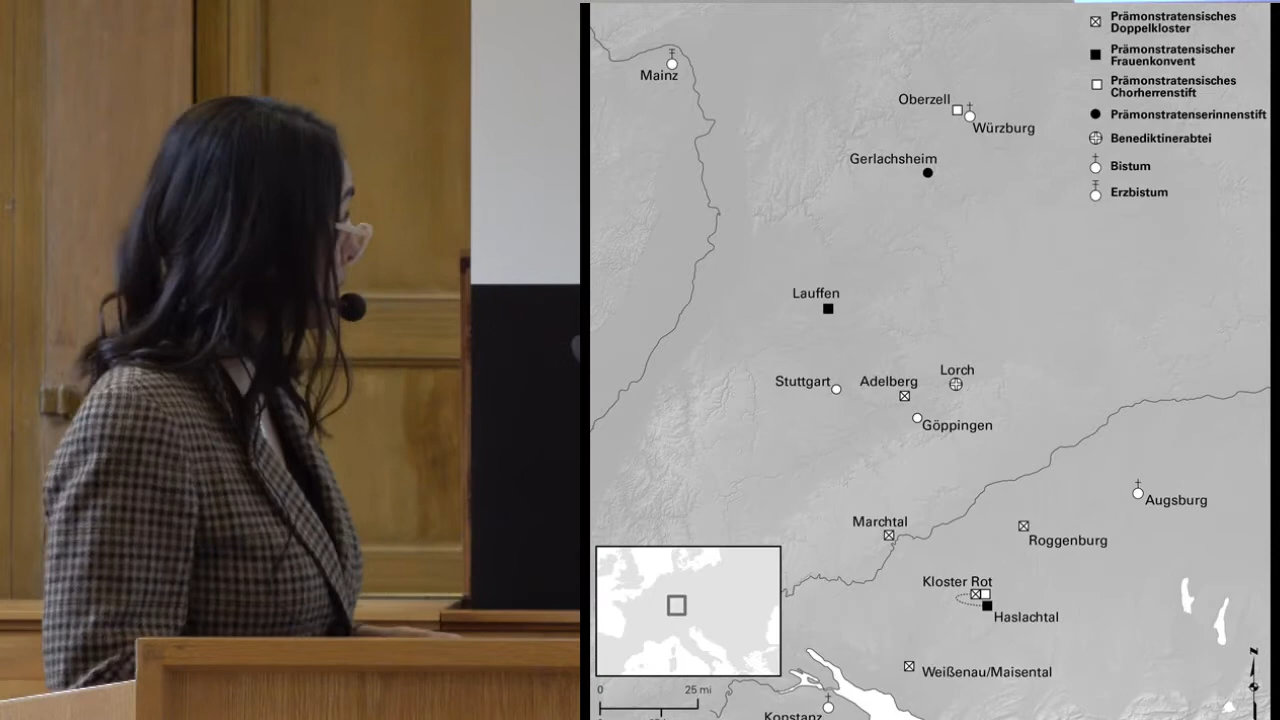 Prämonstratensisches
Doppelkloster
Prämonstratensischer
Frauenkonvent
Prämonstratensisches
Chorherrenstift
Prämonstratenserinnenstift
Benediktinerabtei
Bistum
Erzbistum
Mainz
Oberzell
Würzburg
Gerlachsheim
Lauffen
Lorch
Stuttgart
Adelberg
Göppingen
Augsburg
Marchtal
Roggenburg
Kloster Rot
Haslachtal
Weißenau/Maisental
Konstanz
0
25 mi
N